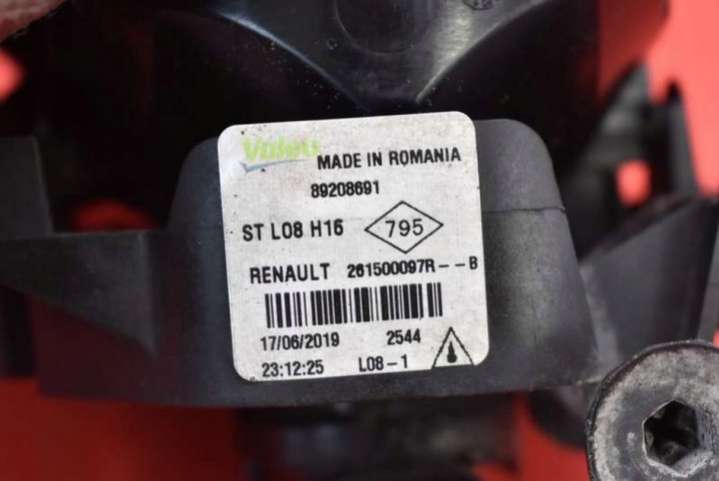 Valeo MADE IN ROMANIA
89208691
ST L08 H16 795
RENAULT 261500097R--B
17/06/2019 2544
23:12:25 L08-1